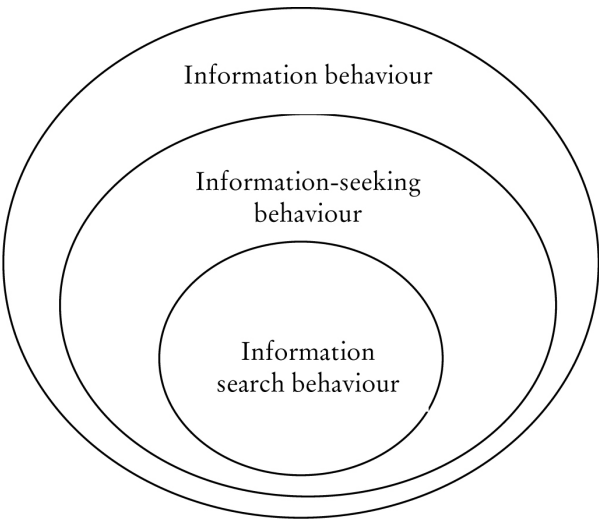 Information behaviour
Information-seeking
behaviour
Information
search behaviour